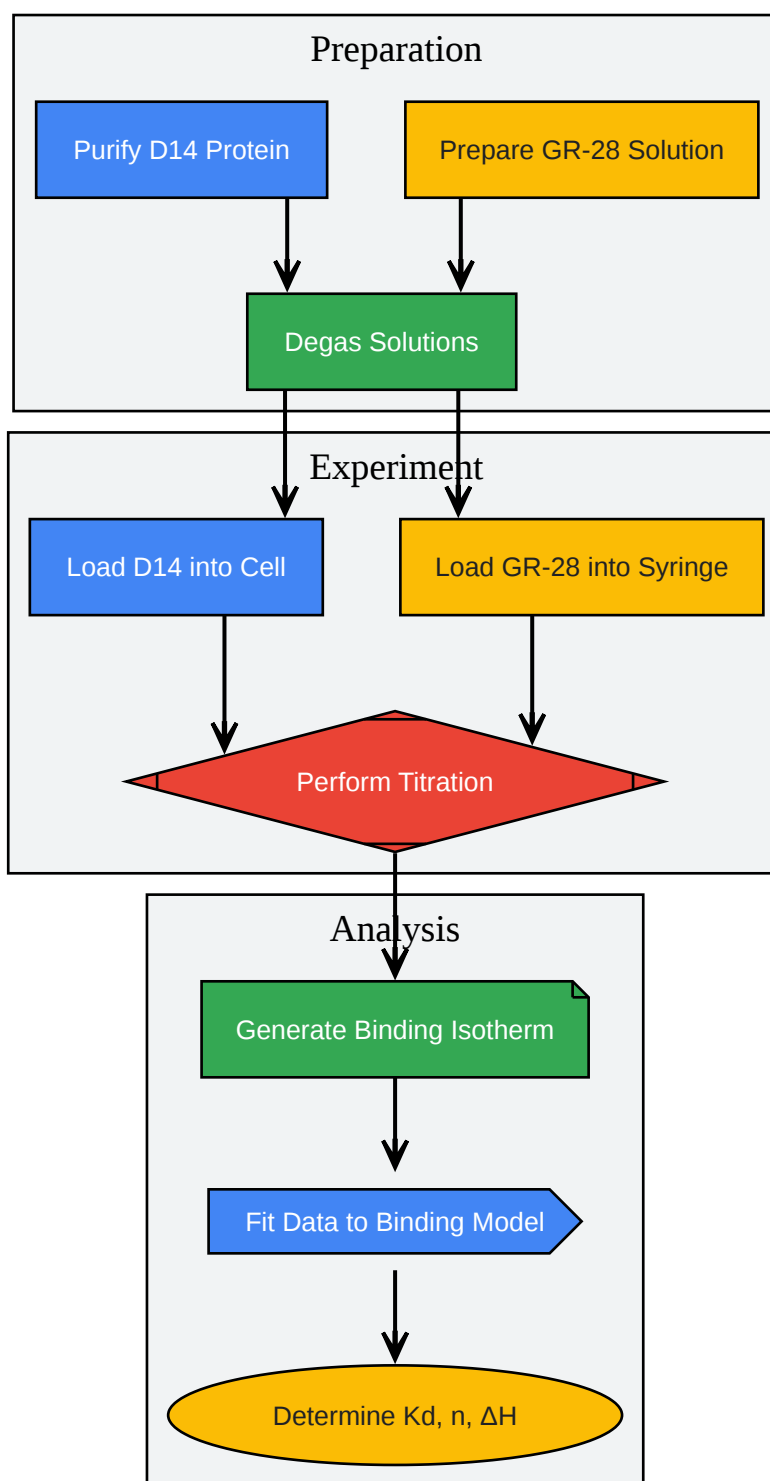 Preparation
Purify D14 Protein
Prepare GR-28 Solution
Degas Solutions
Experiment
Load D14 into Cell
Load GR-28 into Syringe
Perform Titration
Analysis
Generate Binding Isotherm
Fit Data to Binding Model
Determine Kd, n, ΔH